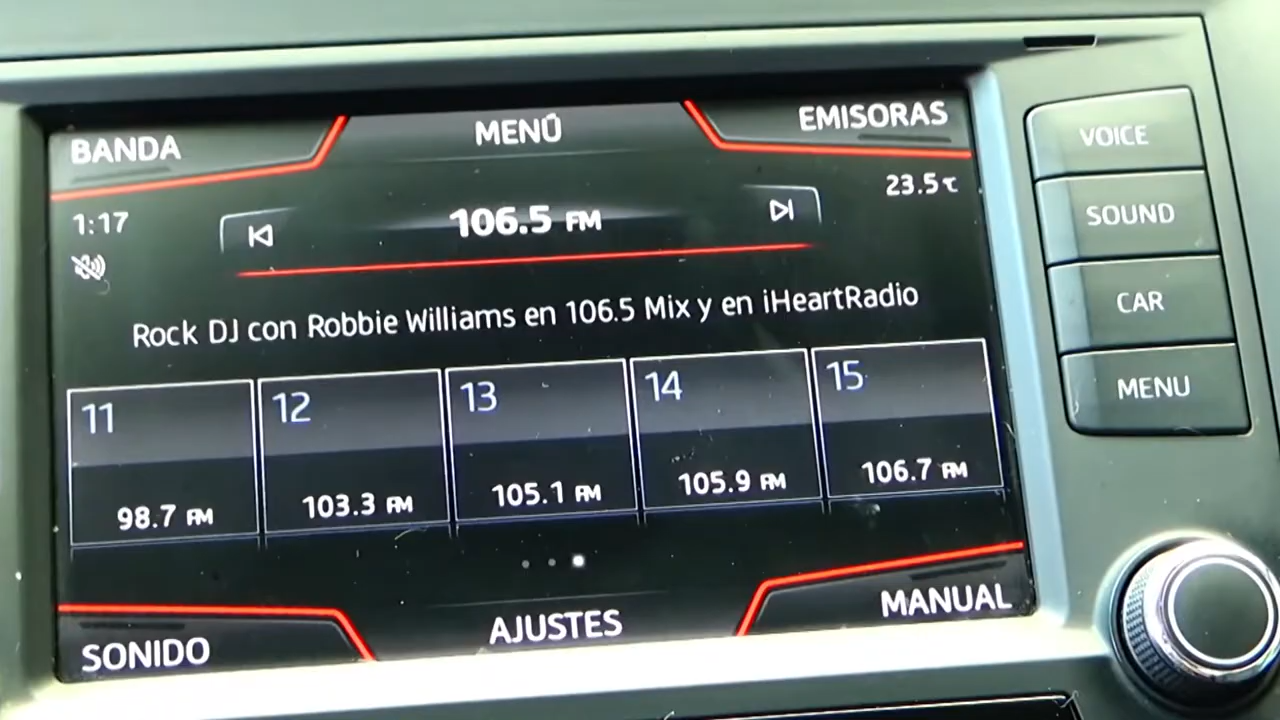 BANDA
MENÚ
EMISORAS
1:17
23.5℃
106.5 FM
Rock DJ con Robbie Williams en 106.5 Mix y en iHeartRadio
11
12
13
14
15
98.7 FM
103.3 FM
105.1 FM
105.9 FM
106.7 FM
SONIDO
AJUSTES
MANUAL
VOICE
SOUND
CAR
MENU